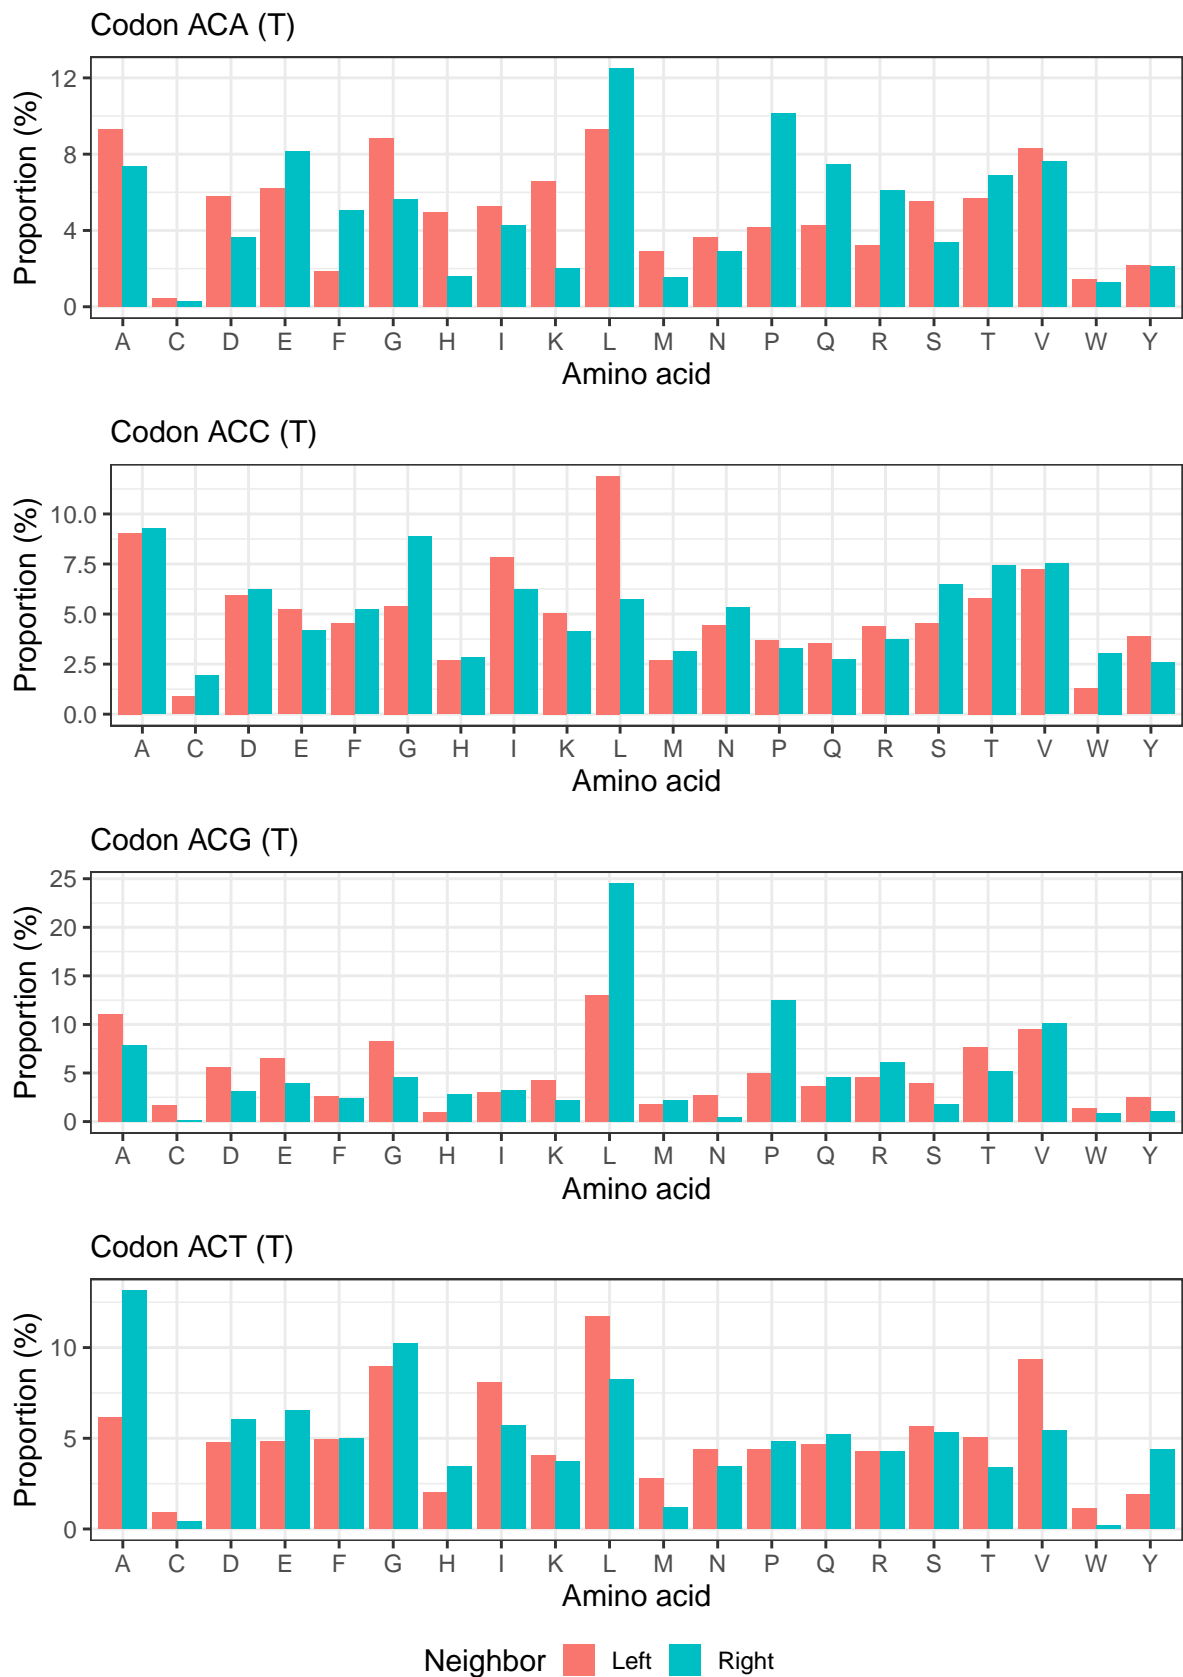 Codon ACA (T)
Proportion (%)
12
8
4
0
A C D E F G H I K L M N P Q R S T V W Y
Amino acid
Codon ACC (T)
Proportion (%)
10.0
7.5
5.0
2.5
0.0
A C D E F G H I K L M N P Q R S T V W Y
Amino acid
Codon ACG (T)
Proportion (%)
25
20
15
10
5
0
A C D E F G H I K L M N P Q R S T V W Y
Amino acid
Codon ACT (T)
Proportion (%)
10
5
0
A C D E F G H I K L M N P Q R S T V W Y
Amino acid
Neighbor Left Right